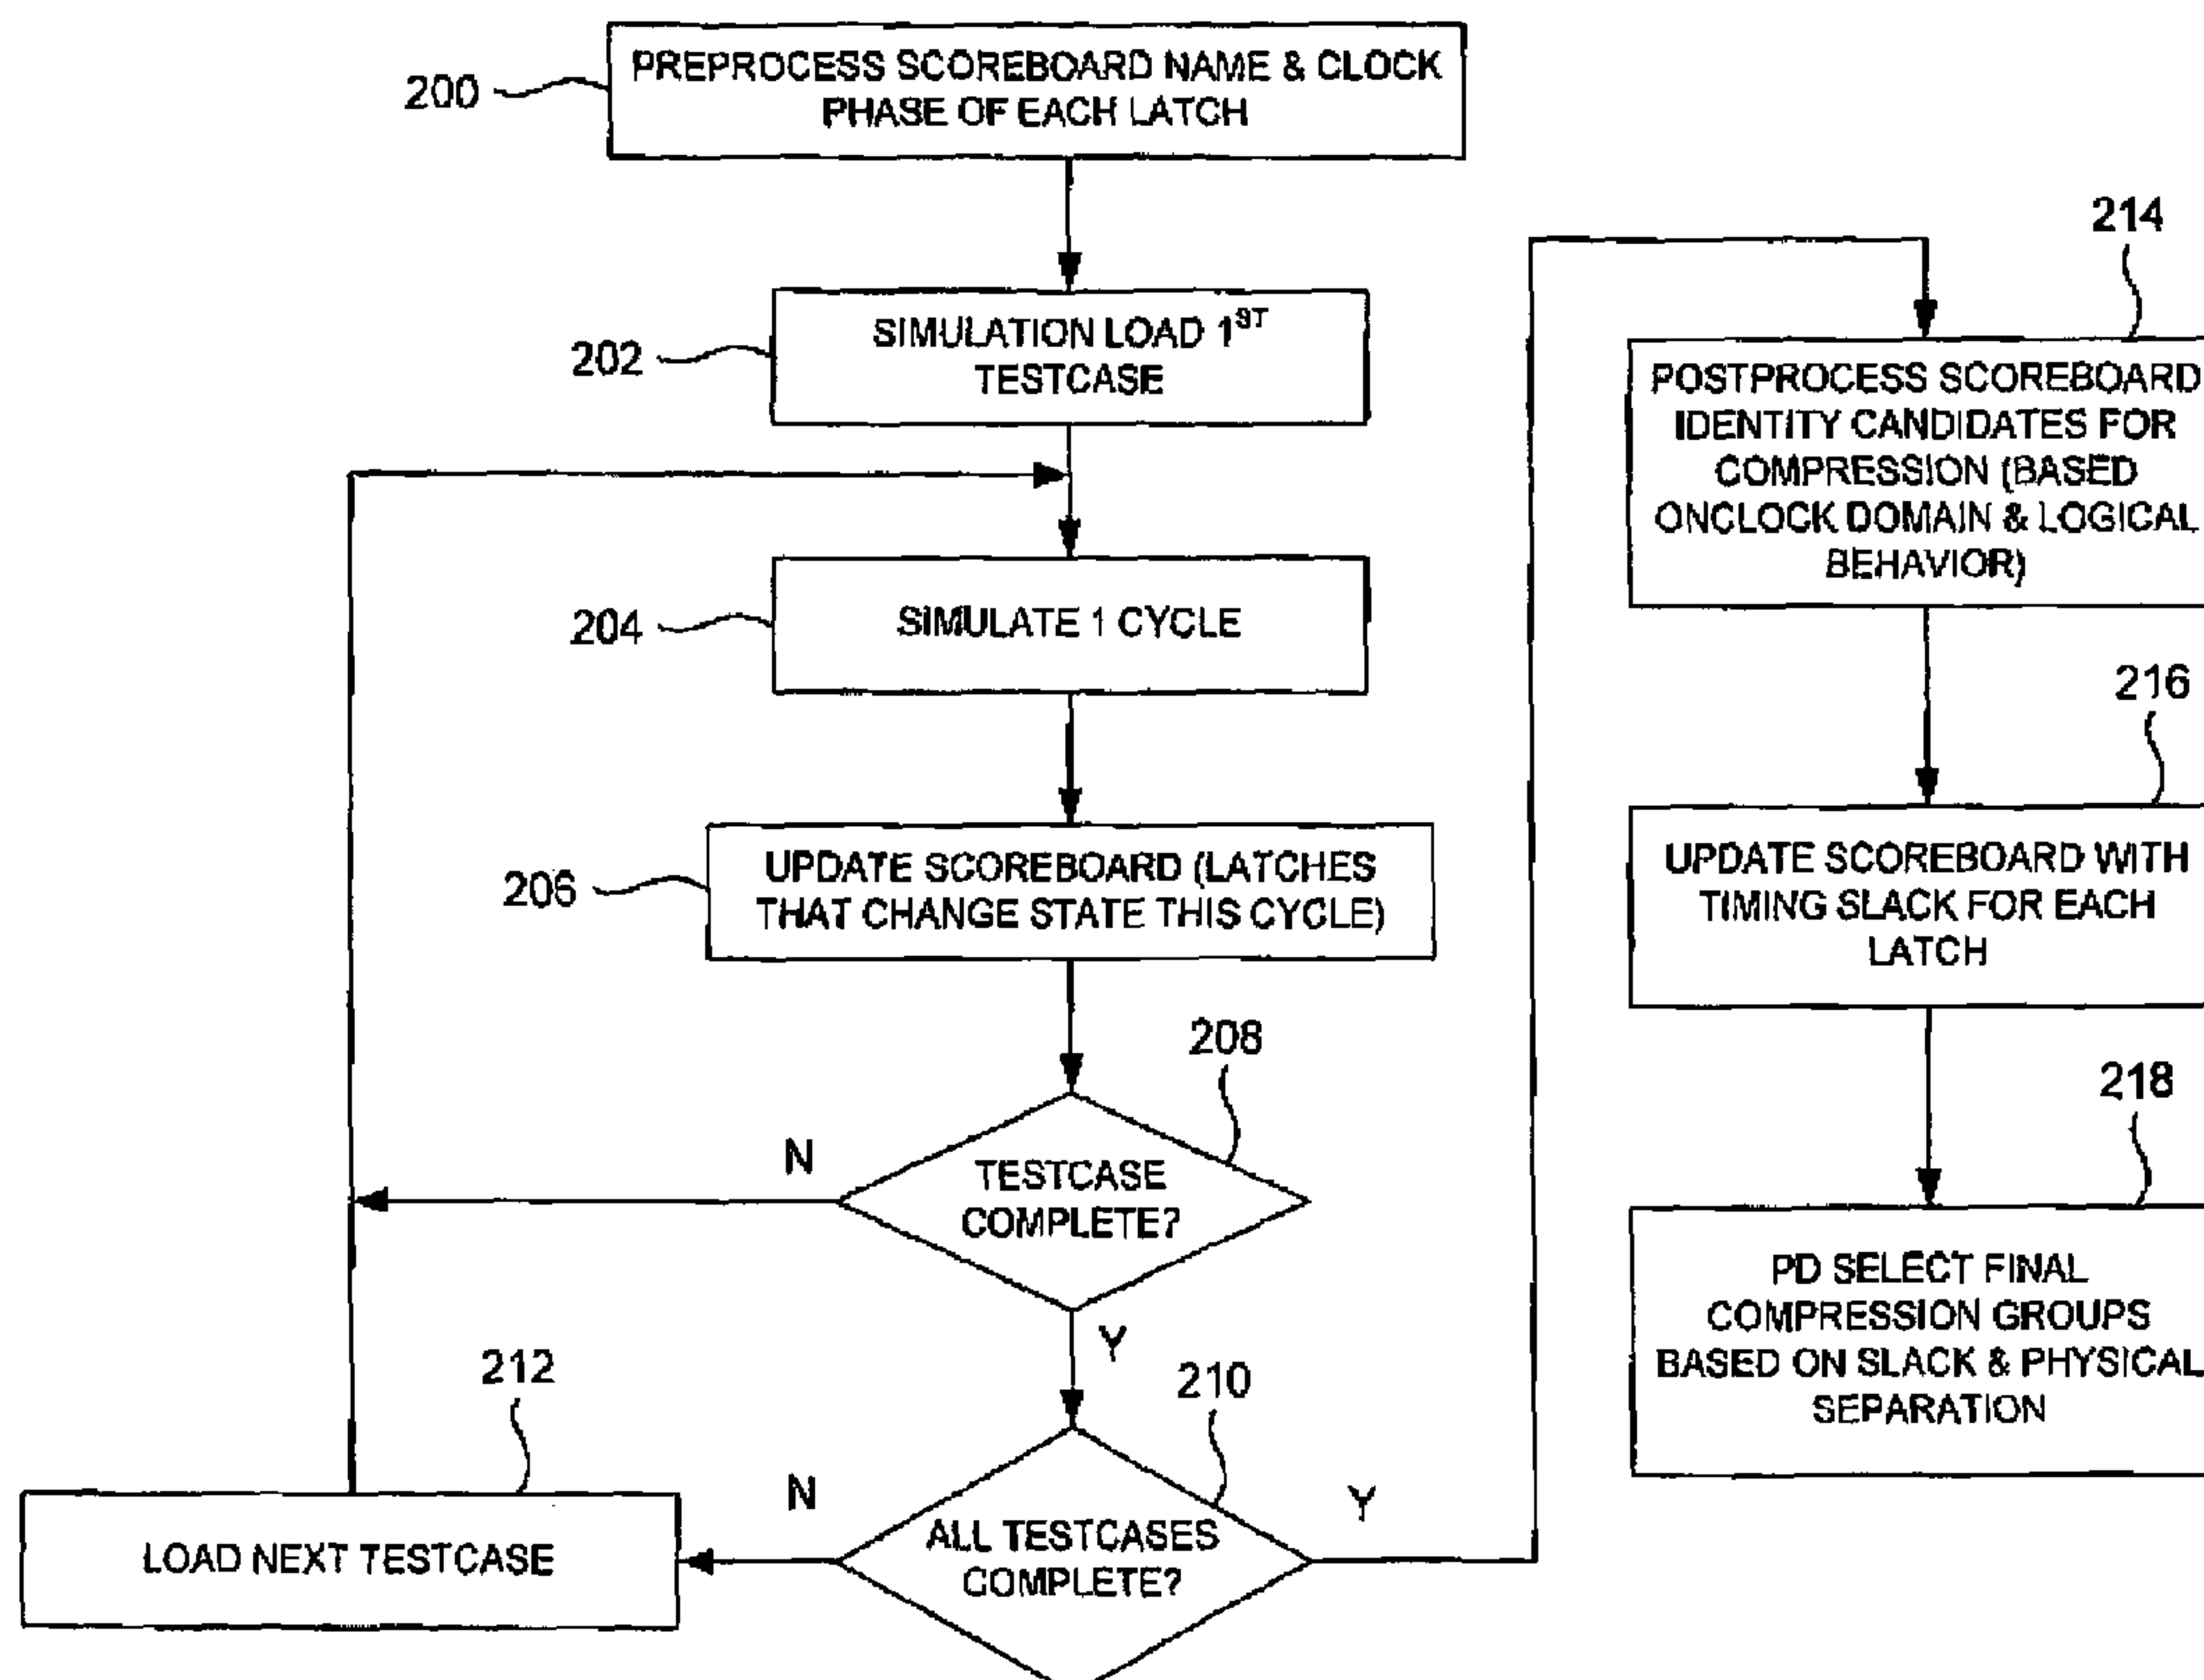 200
PREPROCESS SCOREBOARD NAME & CLOCK
PHASE OF EACH LATCH
202
SIMULATION LOAD 1ST
TESTCASE
204
SIMULATE 1 CYCLE
206
UPDATE SCOREBOARD (LATCHES
THAT CHANGE STATE THIS CYCLE)
208
TESTCASE
COMPLETE?
N
Y
210
ALL TESTCASES
COMPLETE?
N
Y
212
LOAD NEXT TESTCASE
214
POSTPROCESS SCOREBOARD
IDENTITY CANDIDATES FOR
COMPRESSION (BASED
ONCLOCK DOMAIN & LOGICAL
BEHAVIOR)
216
UPDATE SCOREBOARD WITH
TIMING SLACK FOR EACH
LATCH
218
PD SELECT FINAL
COMPRESSION GROUPS
BASED ON SLACK & PHYSICAL
SEPARATION